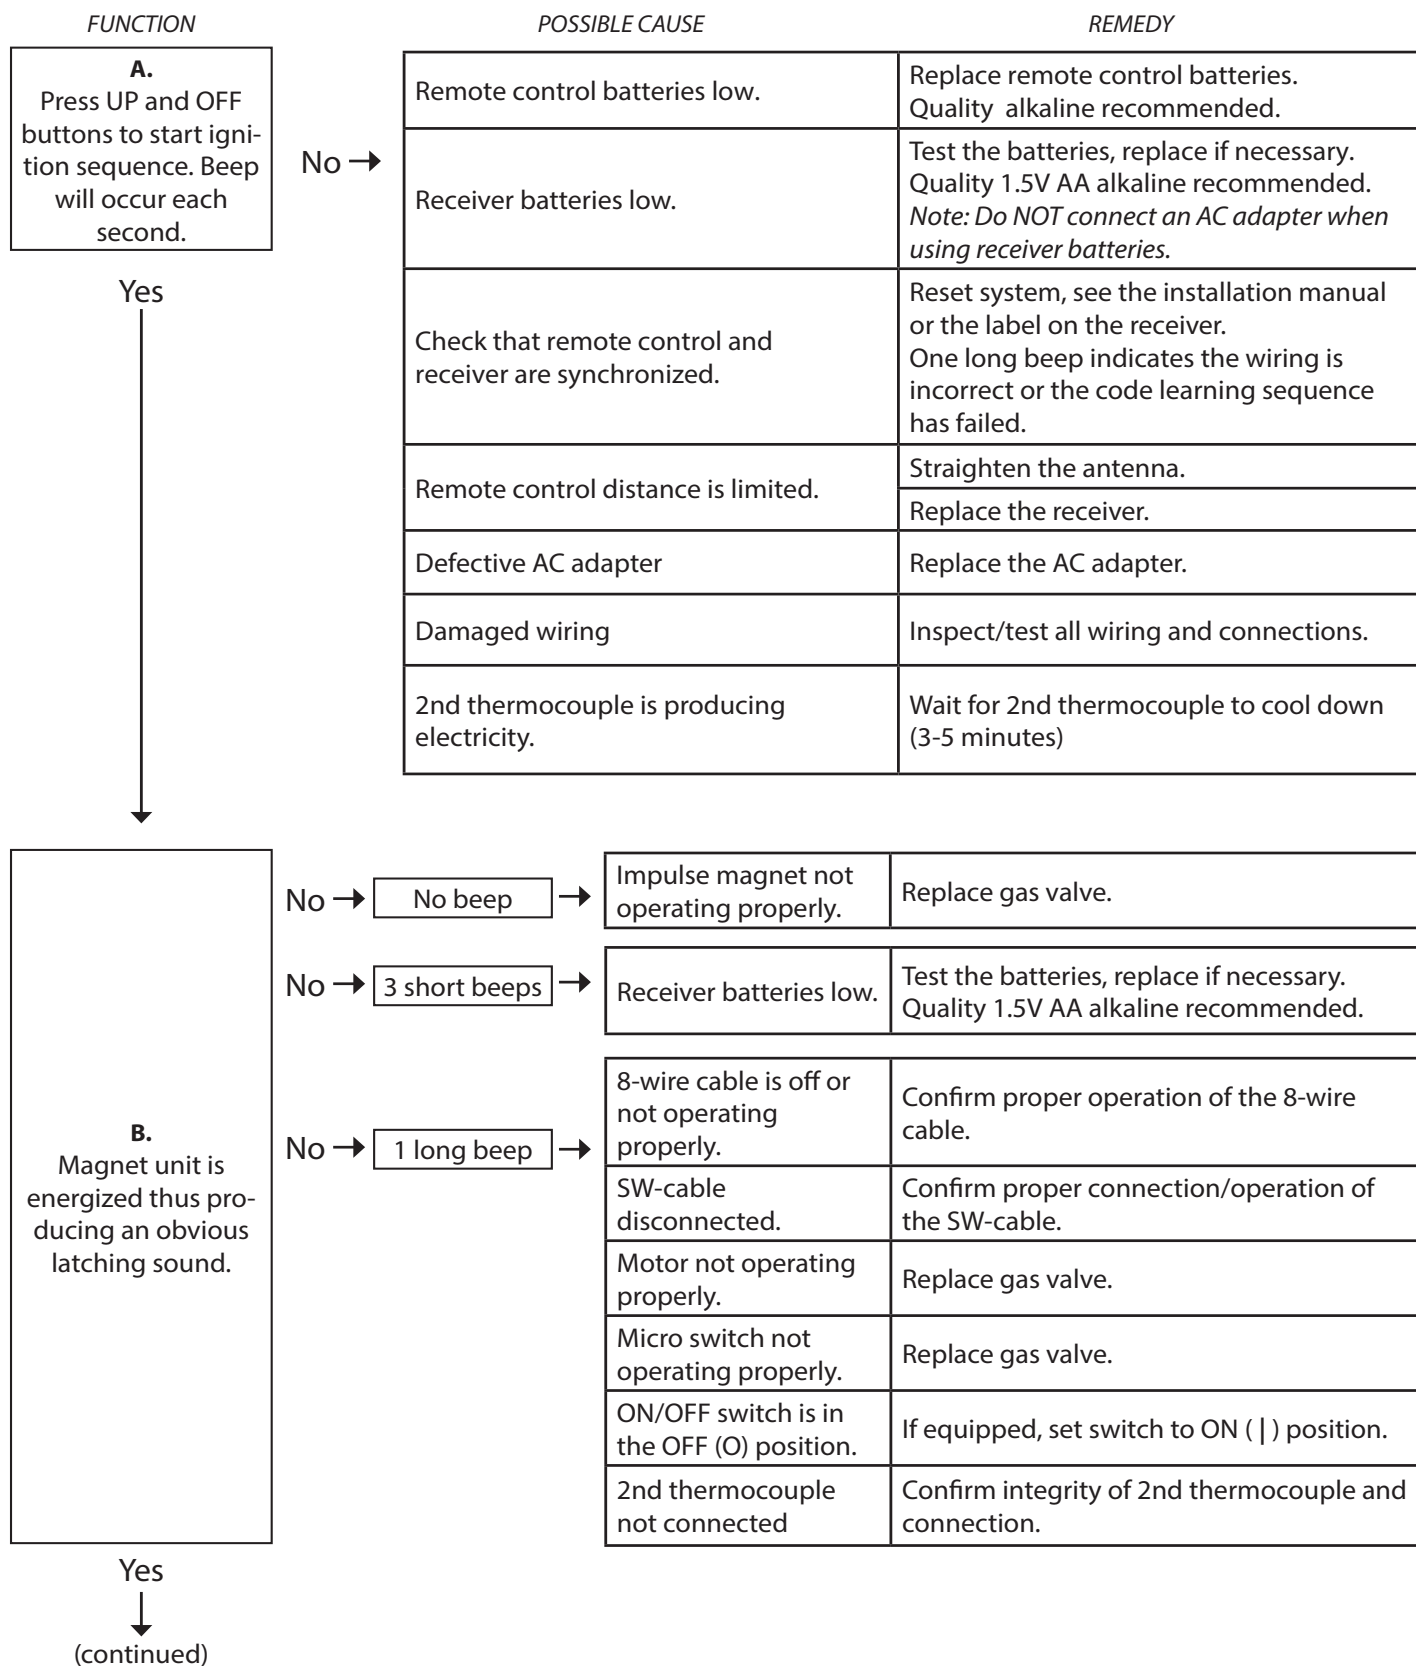 FUNCTION POSSIBLE CAUSE REMEDY
A.
Press UP and OFF
buttons to start igni-
tion sequence. Beep
will occur each
second.
No
Remote control batteries low.
Replace remote control batteries.
Quality alkaline recommended.
Receiver batteries low.
Test the batteries, replace if necessary.
Quality 1.5V AA alkaline recommended.
Note: Do NOT connect an AC adapter when
using receiver batteries.
Check that remote control and
receiver are synchronized.
Reset system, see the installation manual
or the label on the receiver.
One long beep indicates the wiring is
incorrect or the code learning sequence
has failed.
Remote control distance is limited.
Straighten the antenna.
Replace the receiver.
Defective AC adapter
Replace the AC adapter.
Damaged wiring
Inspect/test all wiring and connections.
2nd thermocouple is producing
electricity.
Wait for 2nd thermocouple to cool down
(3-5 minutes)
Yes
B.
Magnet unit is
energized thus pro-
ducing an obvious
latching sound.
No
No beep
Impulse magnet not
operating properly.
Replace gas valve.
No
3 short beeps
Receiver batteries low.
Test the batteries, replace if necessary.
Quality 1.5V AA alkaline recommended.
No
1 long beep
8-wire cable is off or
not operating
properly.
Confirm proper operation of the 8-wire
cable.
SW-cable
disconnected.
Confirm proper connection/operation of
the SW-cable.
Motor not operating
properly.
Replace gas valve.
Micro switch not
operating properly.
Replace gas valve.
ON/OFF switch is in
the OFF (O) position.
If equipped, set switch to ON ( | ) position.
2nd thermocouple
not connected
Confirm integrity of 2nd thermocouple and
connection.
Yes
(continued)